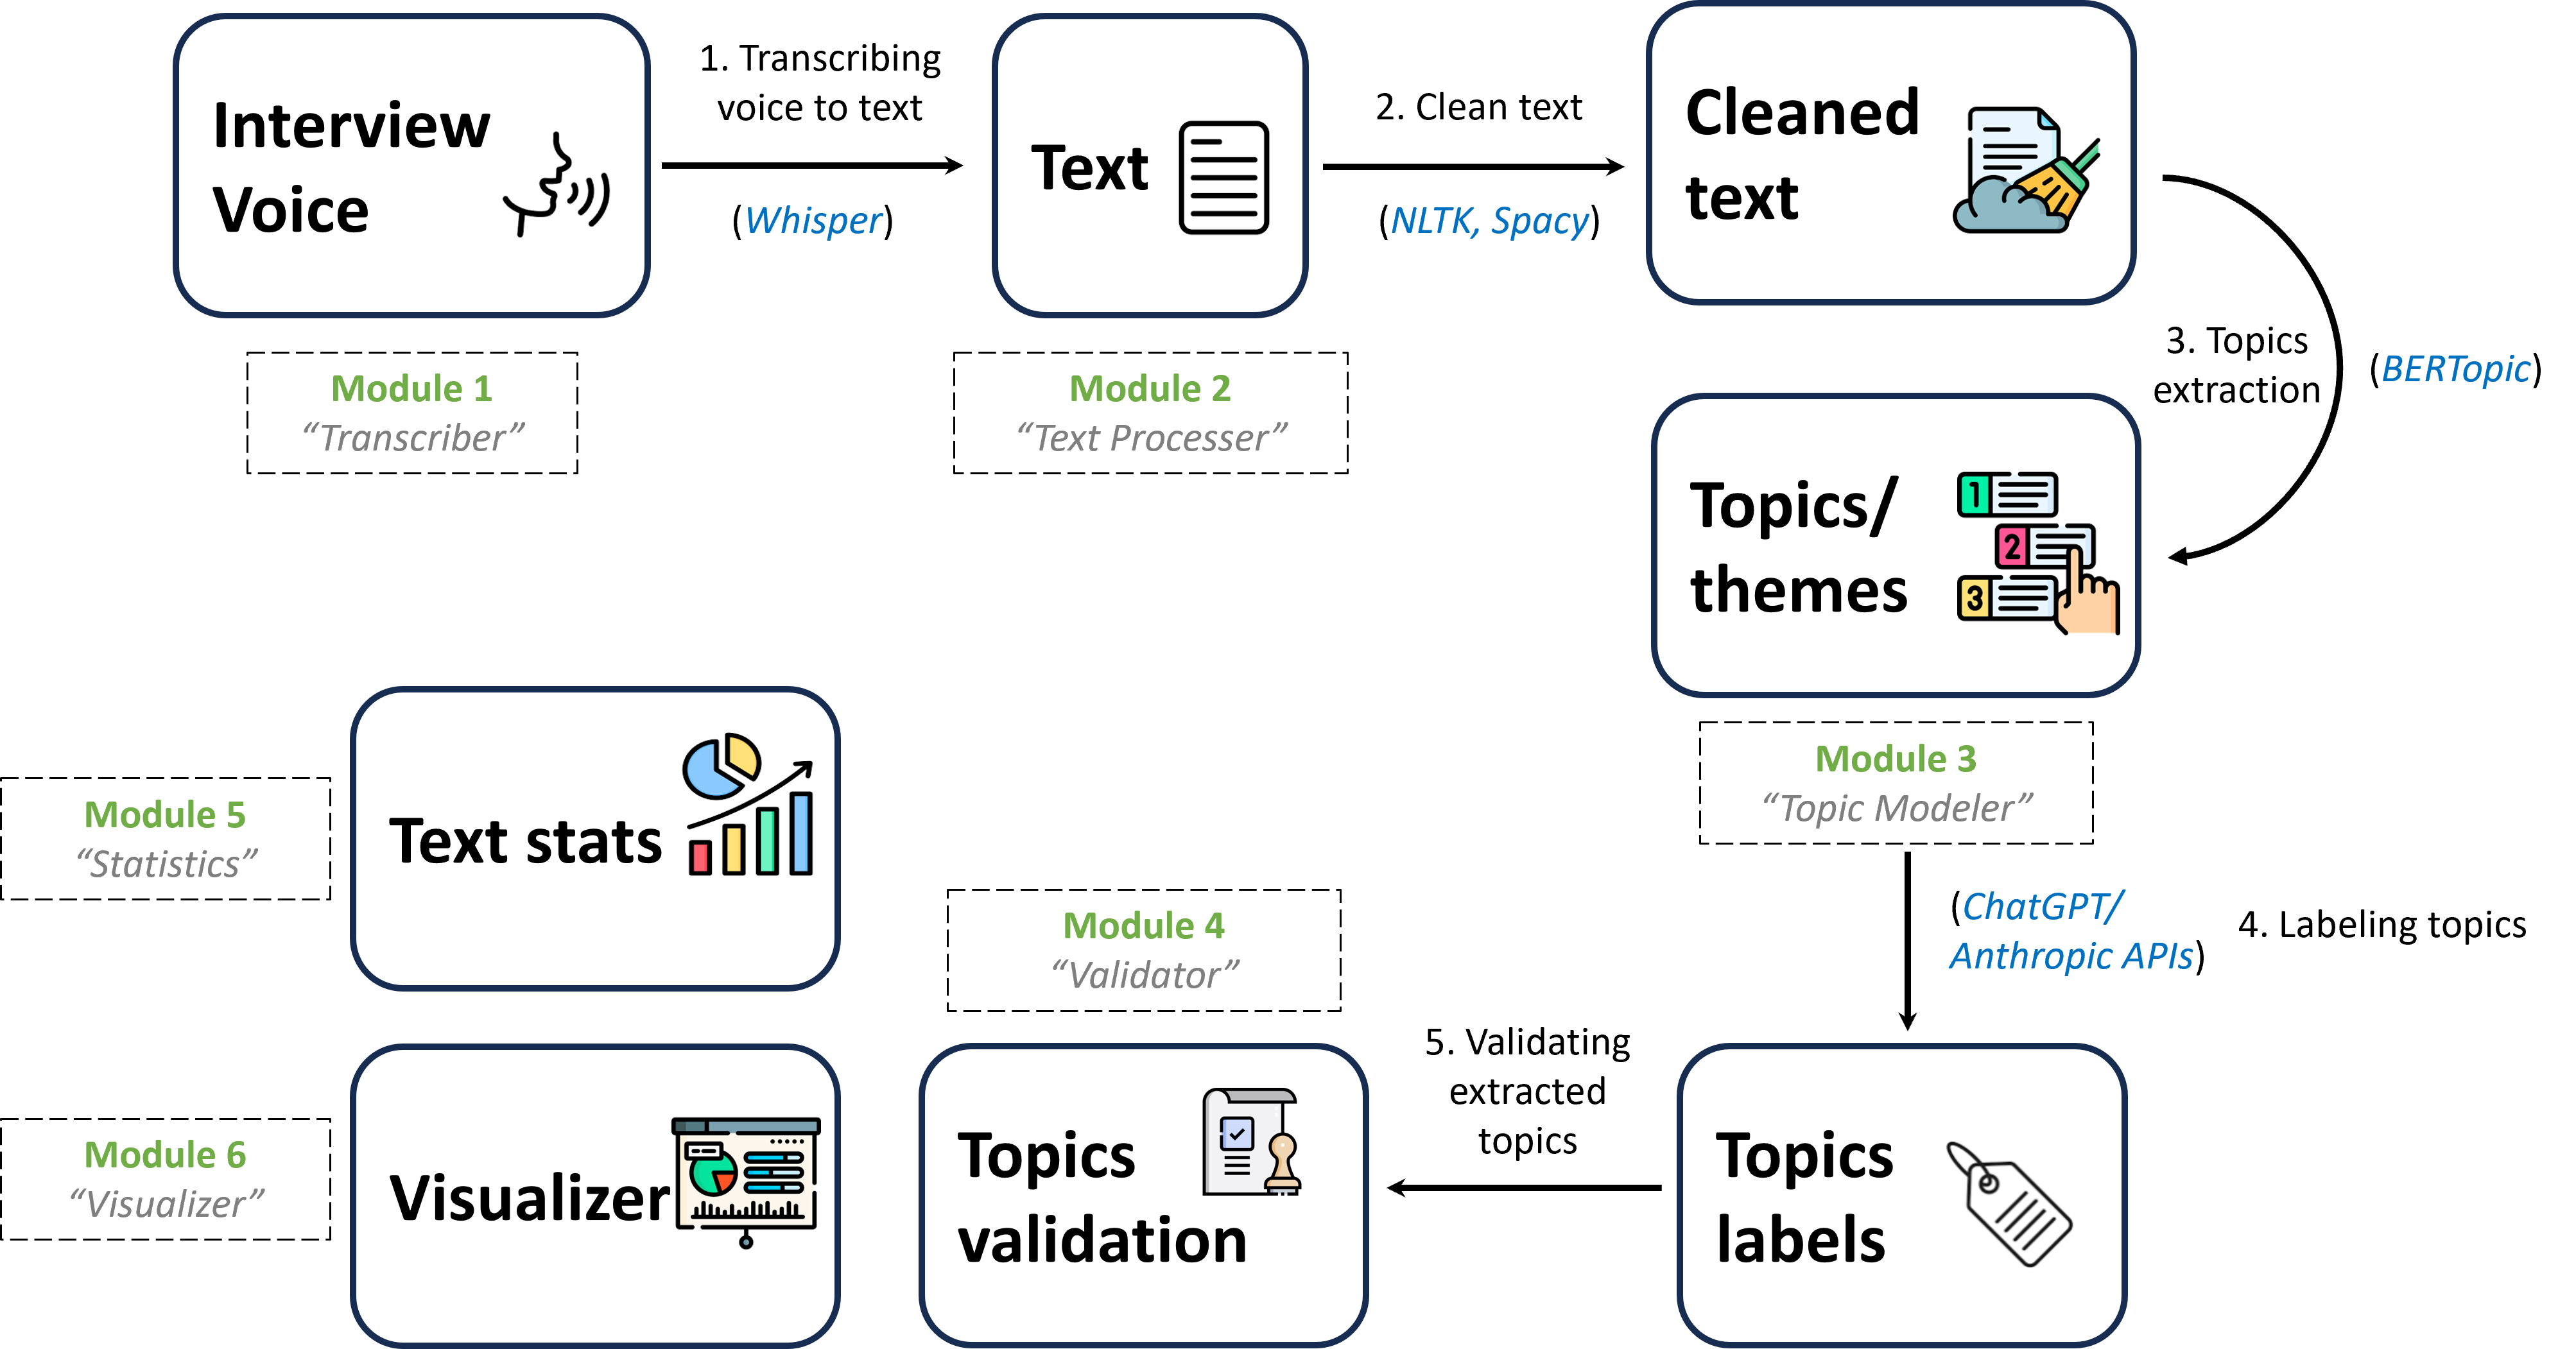 Interview
Voice
1. Transcribing
voice to text
(Whisper)
Text
2. Clean text
(NLTK, Spacy)
Cleaned
text
Module 1
“Transcriber”
Module 2
“Text Processer”
3. Topics
extraction
(BERTopic)
Topics/
themes
1
2
3
Module 3
“Topic Modeler”
(ChatGPT/
Anthropic APIs)
4. Labeling topics
Topics
labels
5. Validating
extracted
topics
Module 4
“Validator”
Topics
validation
Module 5
“Statistics”
Text stats
Module 6
“Visualizer”
Visualizer